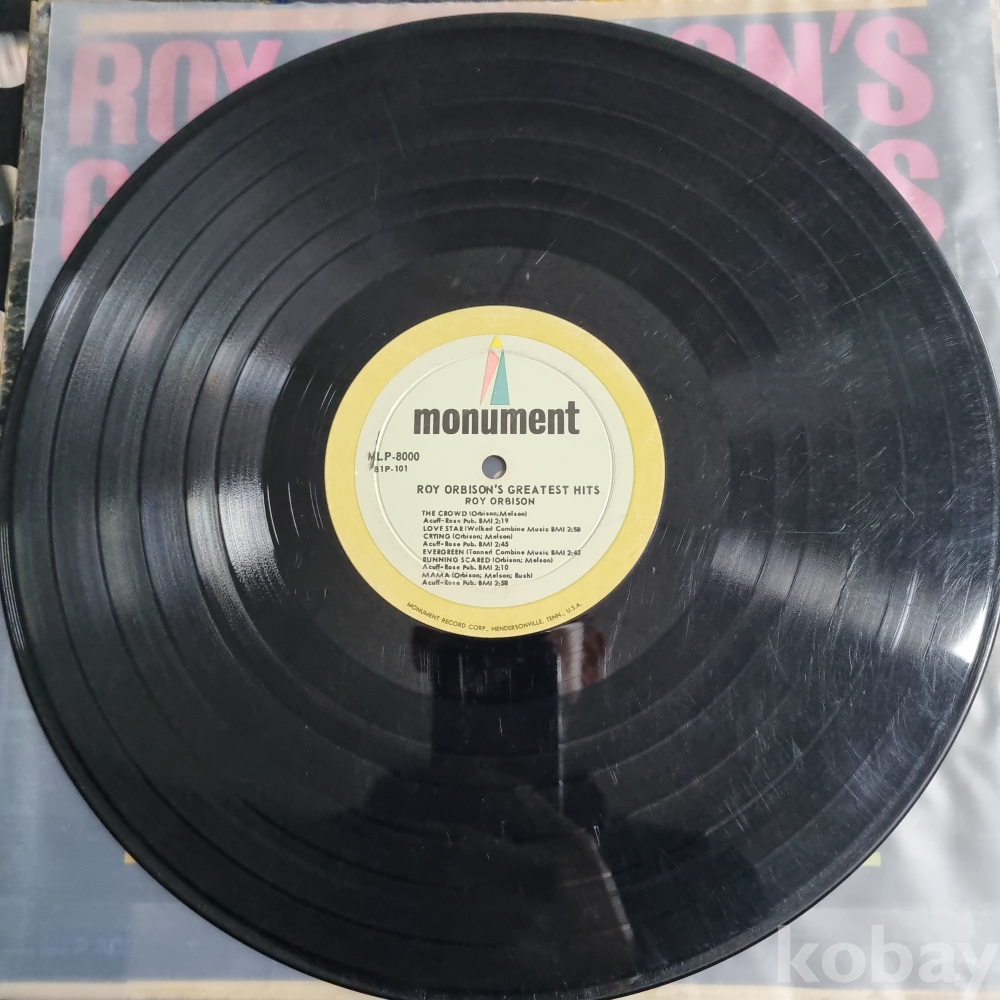 ROY ON'S
S
monument
MLP-8000
B1P-101
ROY ORBISON'S GREATEST HITS
ROY ORBISON
THE CROWD (Orbison; Melson)
Acuff-Rose Pub. BMI 2:19
LOVE STAR (Walker) Combine Music BMI 2:58
CRYING (Orbison; Melson)
Acuff-Rose Pub. BMI 2:45
EVERGREEN (Tanner) Combine Music BMI 2:43
RUNNING SCARED (Orbison; Melson)
Acuff-Rose Pub. BMI 2:10
MAMA (Orbison; Melson; Rush)
Acuff-Rose Pub. BMI 2:58
MONUMENT RECORD CORP., HENDERSONVILLE, TENN., U.S.A.
kobay